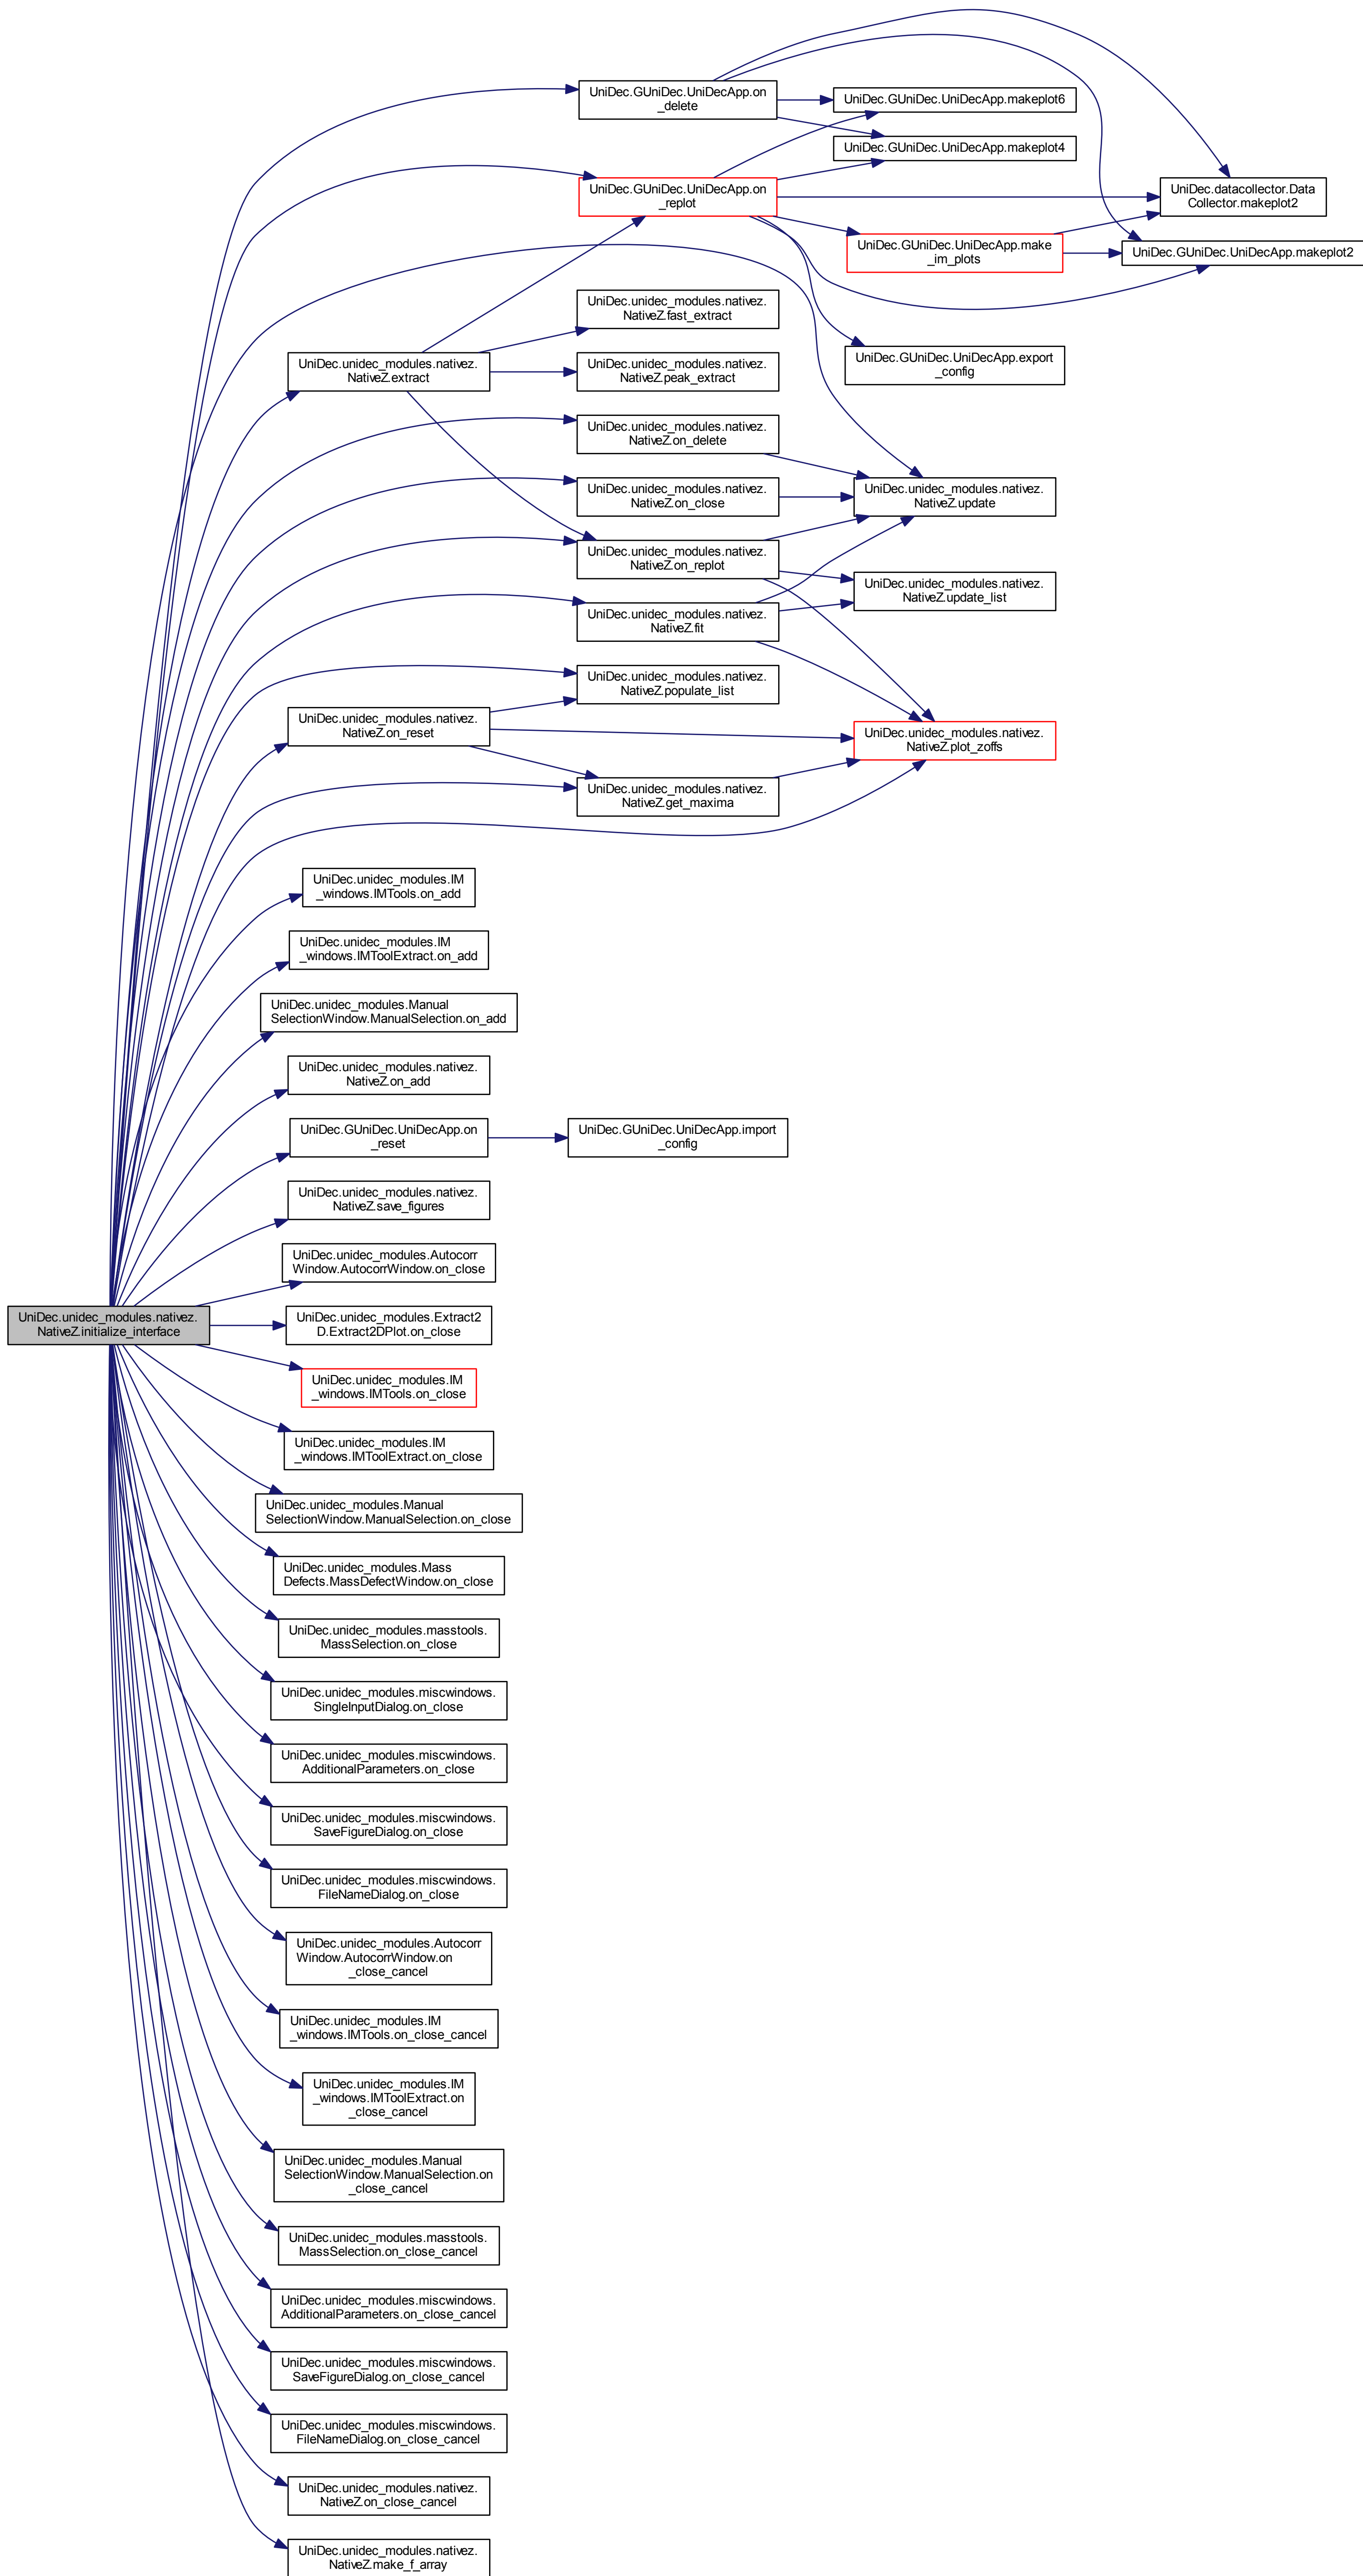 UniDec.GUniDec.UniDecApp.on
_delete
UniDec.GUniDec.UniDecApp.makeplot6
UniDec.GUniDec.UniDecApp.makeplot4
UniDec.GUniDec.UniDecApp.on
_replot
UniDec.datacollector.Data
Collector.makeplot2
UniDec.GUniDec.UniDecApp.make
_im_plots
UniDec.GUniDec.UniDecApp.makeplot2
UniDec.unidec_modules.nativez.
NativeZ.fast_extract
UniDec.unidec_modules.nativez.
NativeZ.extract
UniDec.unidec_modules.nativez.
NativeZ.peak_extract
UniDec.GUniDec.UniDecApp.export
_config
UniDec.unidec_modules.nativez.
NativeZ.on_delete
UniDec.unidec_modules.nativez.
NativeZ.on_close
UniDec.unidec_modules.nativez.
NativeZ.update
UniDec.unidec_modules.nativez.
NativeZ.on_replot
UniDec.unidec_modules.nativez.
NativeZ.update_list
UniDec.unidec_modules.nativez.
NativeZ.fit
UniDec.unidec_modules.nativez.
NativeZ.populate_list
UniDec.unidec_modules.nativez.
NativeZ.on_reset
UniDec.unidec_modules.nativez.
NativeZ.plot_zoffs
UniDec.unidec_modules.nativez.
NativeZ.get_maxima
UniDec.unidec_modules.IM
_windows.IMTools.on_add
UniDec.unidec_modules.IM
_windows.IMToolExtract.on_add
UniDec.unidec_modules.Manual
SelectionWindow.ManualSelection.on_add
UniDec.unidec_modules.nativez.
NativeZ.on_add
UniDec.GUniDec.UniDecApp.on
_reset
UniDec.GUniDec.UniDecApp.import
_config
UniDec.unidec_modules.nativez.
NativeZ.save_figures
UniDec.unidec_modules.Autocorr
Window.AutocorrWindow.on_close
UniDec.unidec_modules.nativez.
NativeZ.initialize_interface
UniDec.unidec_modules.Extract2
D.Extract2DPlot.on_close
UniDec.unidec_modules.IM
_windows.IMTools.on_close
UniDec.unidec_modules.IM
_windows.IMToolExtract.on_close
UniDec.unidec_modules.Manual
SelectionWindow.ManualSelection.on_close
UniDec.unidec_modules.Mass
Defects.MassDefectWindow.on_close
UniDec.unidec_modules.masstools.
MassSelection.on_close
UniDec.unidec_modules.miscwindows.
SingleInputDialog.on_close
UniDec.unidec_modules.miscwindows.
AdditionalParameters.on_close
UniDec.unidec_modules.miscwindows.
SaveFigureDialog.on_close
UniDec.unidec_modules.miscwindows.
FileNameDialog.on_close
UniDec.unidec_modules.Autocorr
Window.AutocorrWindow.on
_close_cancel
UniDec.unidec_modules.IM
_windows.IMTools.on_close_cancel
UniDec.unidec_modules.IM
_windows.IMToolExtract.on
_close_cancel
UniDec.unidec_modules.Manual
SelectionWindow.ManualSelection.on
_close_cancel
UniDec.unidec_modules.masstools.
MassSelection.on_close_cancel
UniDec.unidec_modules.miscwindows.
AdditionalParameters.on_close_cancel
UniDec.unidec_modules.miscwindows.
SaveFigureDialog.on_close_cancel
UniDec.unidec_modules.miscwindows.
FileNameDialog.on_close_cancel
UniDec.unidec_modules.nativez.
NativeZ.on_close_cancel
UniDec.unidec_modules.nativez.
NativeZ.make_f_array